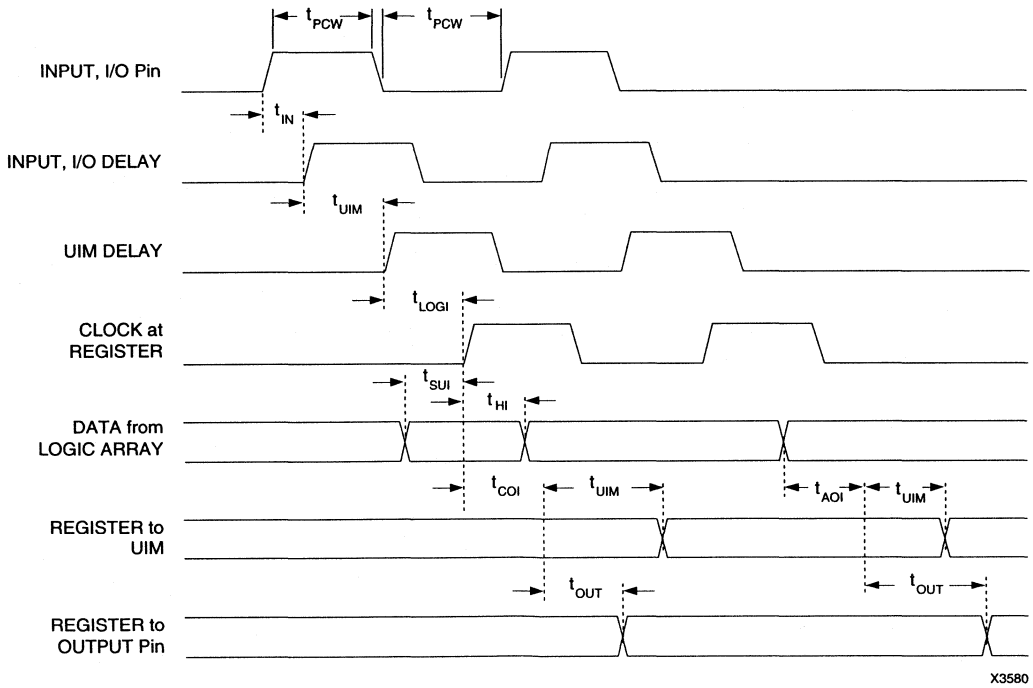 tPCW tPCW
INPUT, I/O Pin
tIN
INPUT, I/O DELAY
tUIM
UIM DELAY
tLOGI
CLOCK at
REGISTER
tSUI
tHI
DATA from
LOGIC ARRAY
tCOI tUIM tAOI tUIM
REGISTER to
UIM
tOUT tOUT
REGISTER to
OUTPUT Pin
X3580